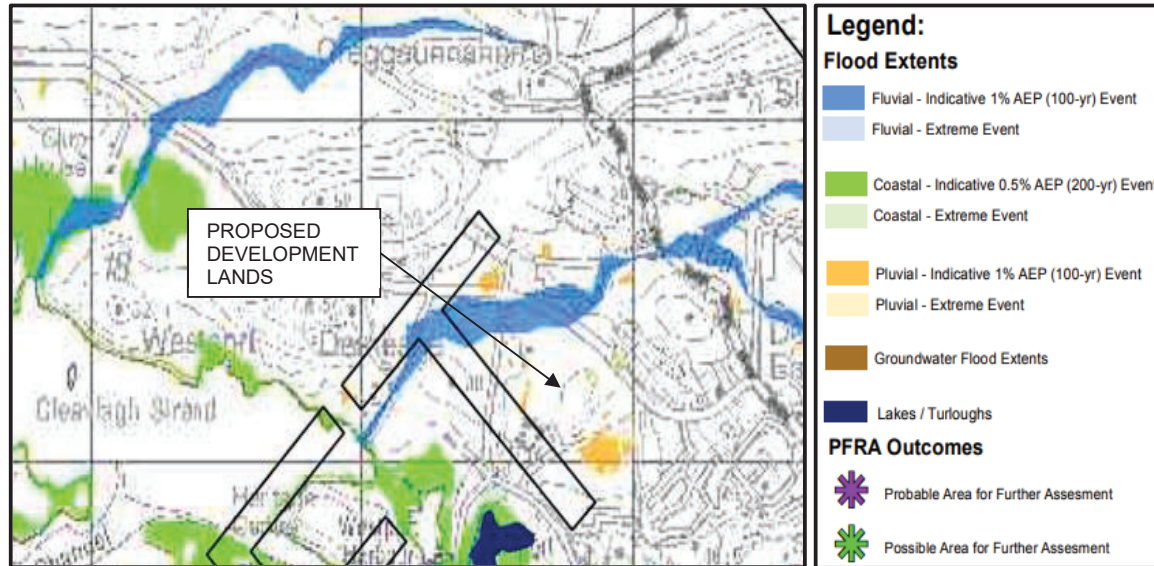 PROPOSED
DEVELOPMENT
LANDS
Westend
Strand
Legend:
Flood Extents
Fluvial - Indicative 1% AEP (100-yr) Event
Fluvial - Extreme Event
Coastal - Indicative 0.5% AEP (200-yr) Event
Coastal - Extreme Event
Pluvial - Indicative 1% AEP (100-yr) Event
Pluvial - Extreme Event
Groundwater Flood Extents
Lakes / Turloughs
PFRA Outcomes
Probable Area for Further Assesment
Possible Area for Further Assesment